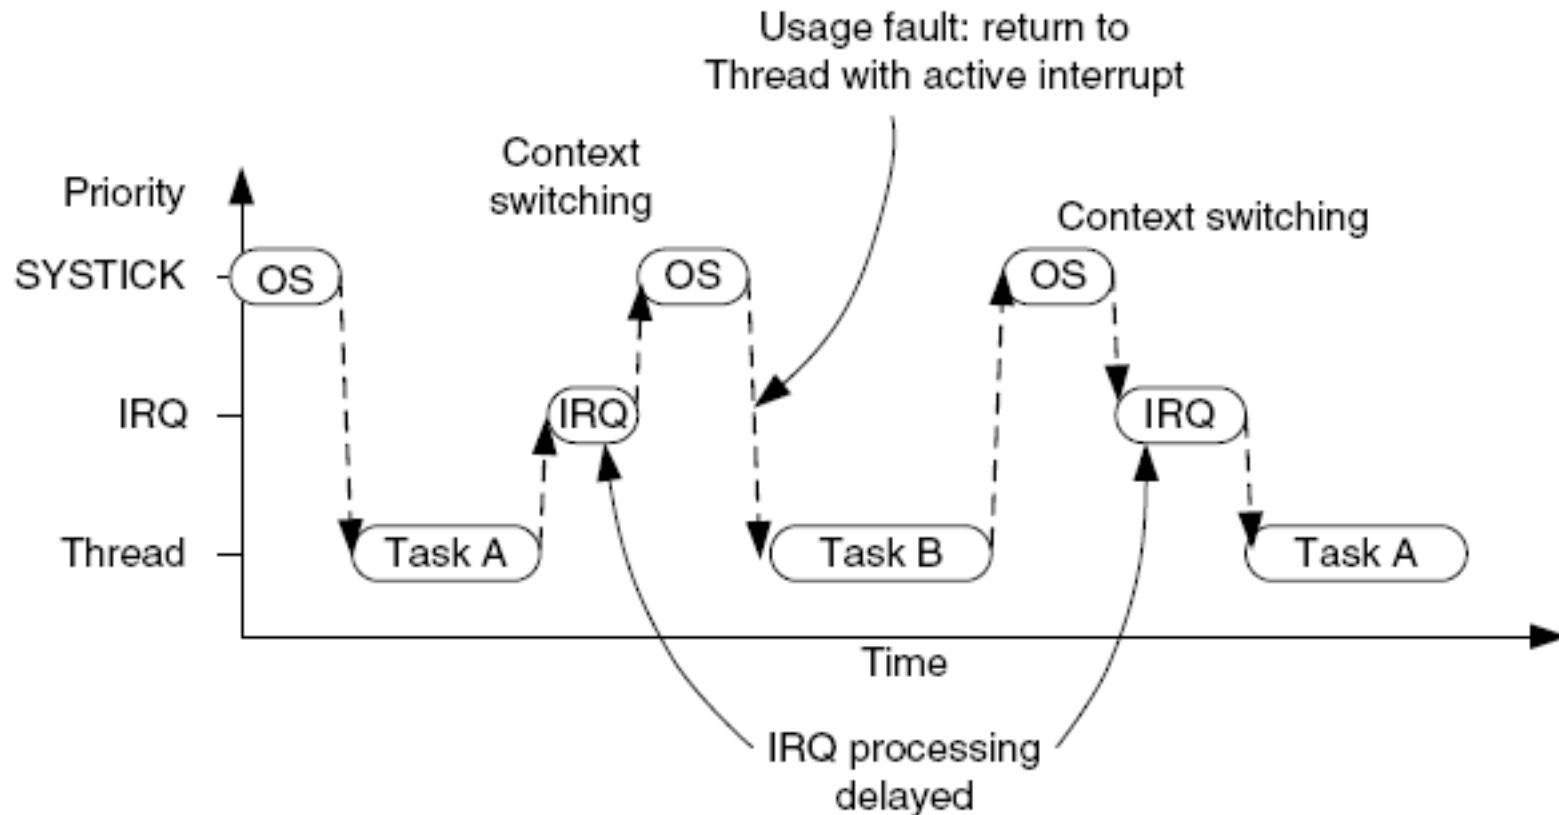 Usage fault: return to
Thread with active interrupt
Context
switching
Context switching
Priority
SYSTICK
OS
OS
OS
IRQ
IRQ
IRQ
Thread
Task A
Task B
Task A
Time
IRQ processing
delayed